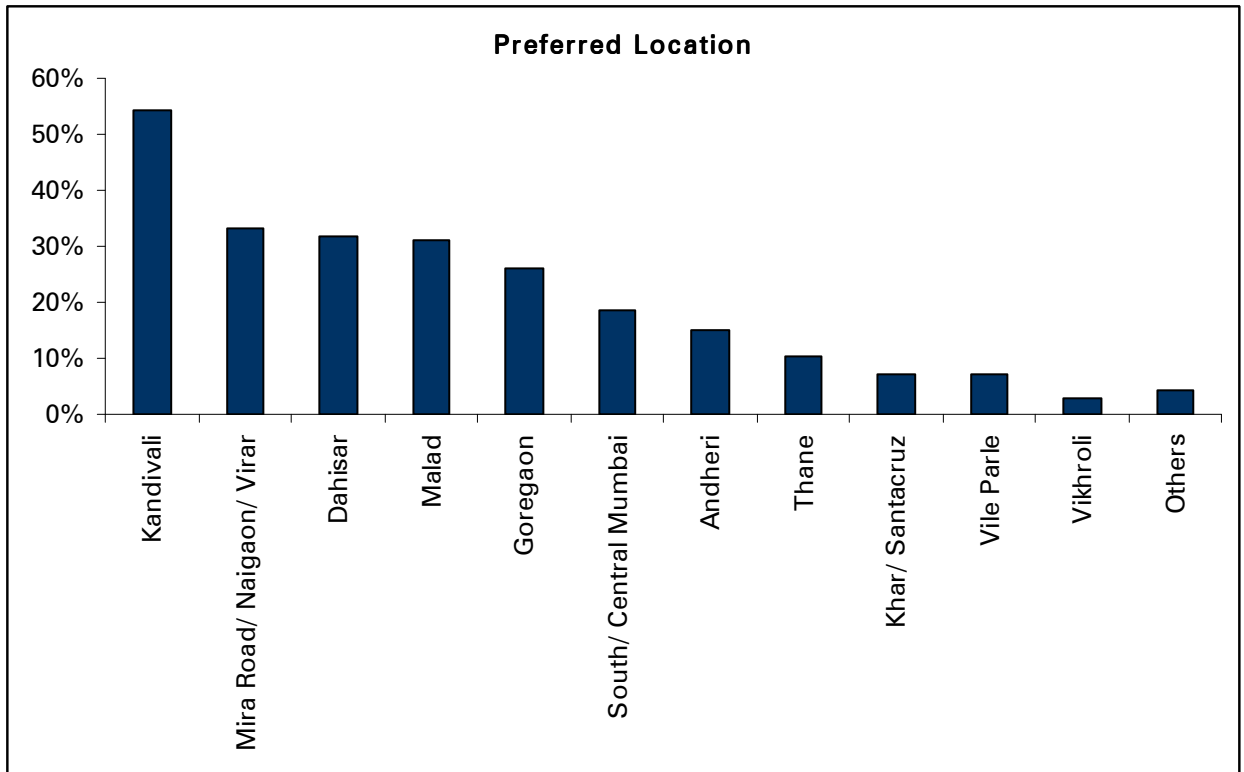 Preferred Location
60%
50%
40%
30%
20%
10%
0%
Kandivali
Mira Road/ Naigaon/ Virar
Dahisar
Malad
Goregaon
South/ Central Mumbai
Andheri
Thane
Khar/ Santacruz
Vile Parle
Vikhroli
Others